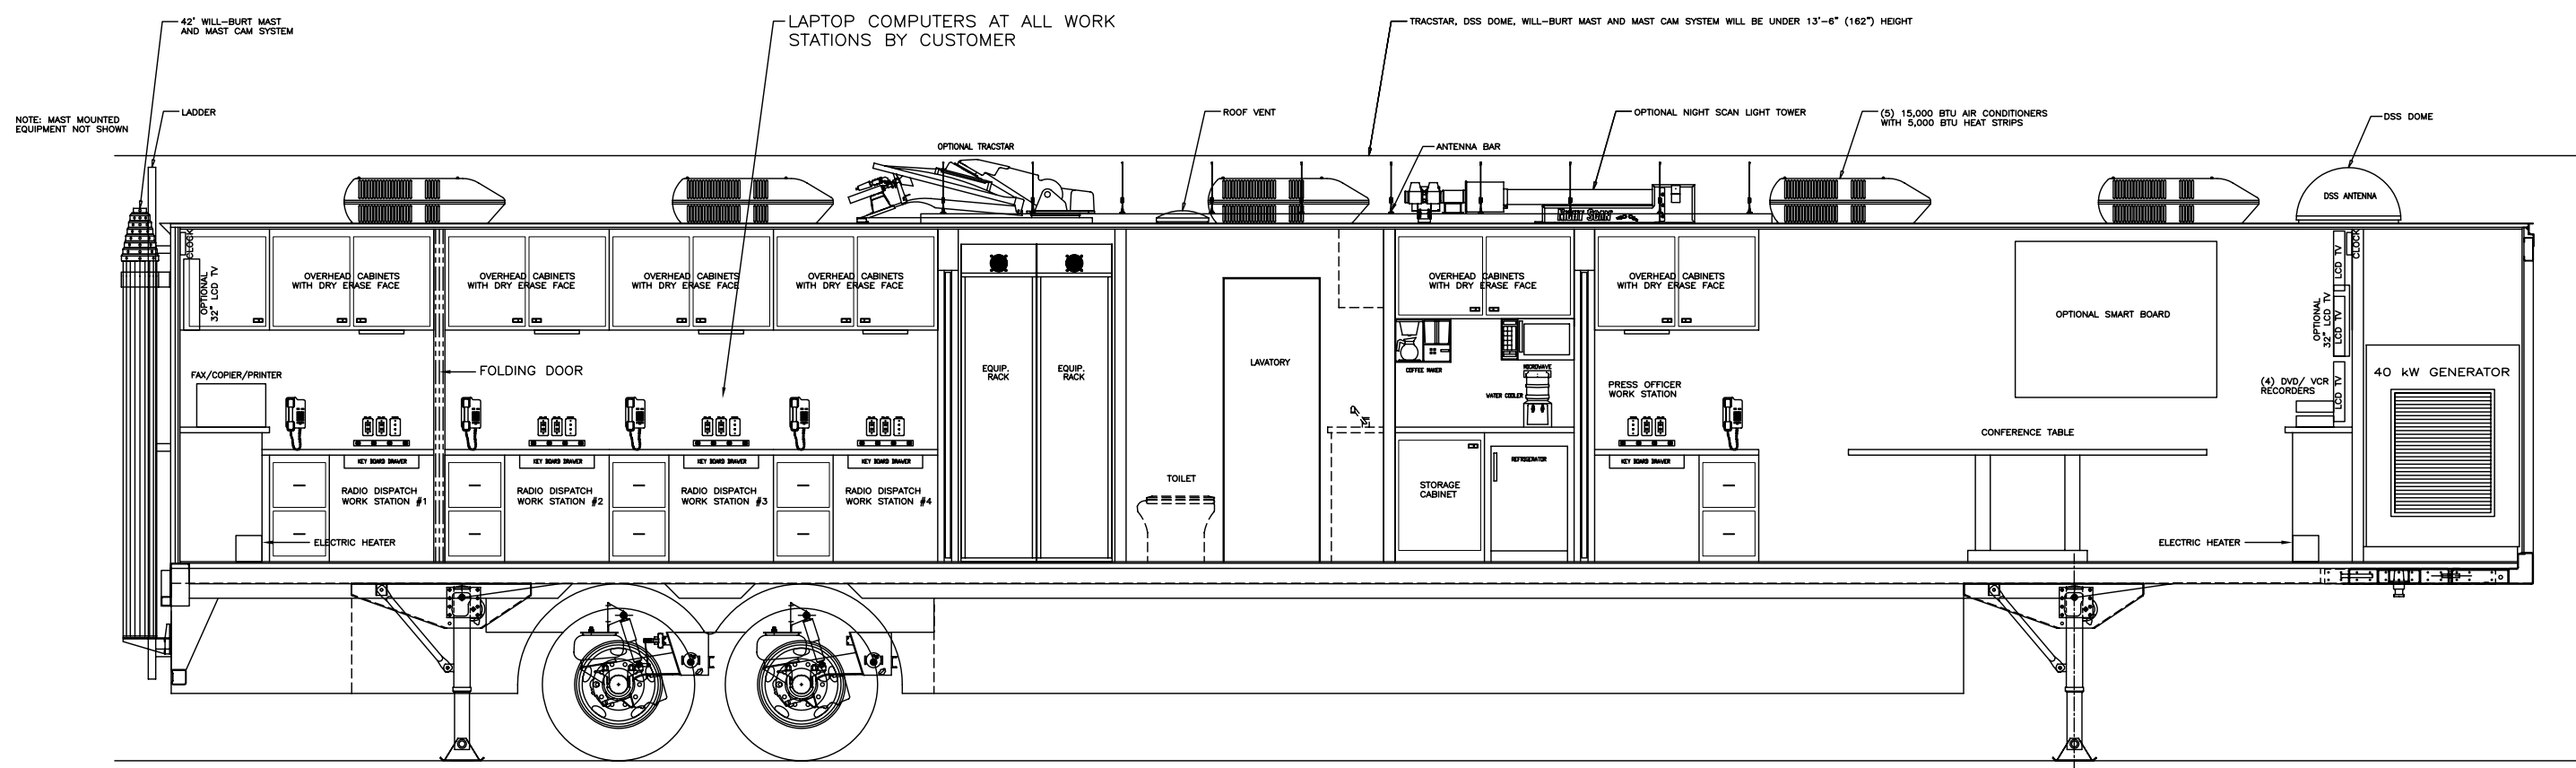 42' WILL-BURT MAST
AND MAST CAM SYSTEM
LAPTOP COMPUTERS AT ALL WORK
STATIONS BY CUSTOMER
TRACSTAR, DSS DOME, WILL-BURT MAST AND MAST CAM SYSTEM WILL BE UNDER 13'-6" (162") HEIGHT
NOTE: MAST MOUNTED
EQUIPMENT NOT SHOWN
LADDER
ROOF VENT
OPTIONAL NIGHT SCAN LIGHT TOWER
(5) 15,000 BTU AIR CONDITIONERS
WITH 5,000 BTU HEAT STRIPS
DSS DOME
OPTIONAL TRACSTAR
ANTENNA BAR
NIGHT SCAN
DSS ANTENNA
CLOCK
OPTIONAL
32" LCD TV
OVERHEAD CABINETS
WITH DRY ERASE FACE
OVERHEAD CABINETS
WITH DRY ERASE FACE
OVERHEAD CABINETS
WITH DRY ERASE FACE
OVERHEAD CABINETS
WITH DRY ERASE FACE
OVERHEAD CABINETS
WITH DRY ERASE FACE
OVERHEAD CABINETS
WITH DRY ERASE FACE
OPTIONAL SMART BOARD
CLOCK
LCD TV
OPTIONAL
32" LCD TV
LCD TV
LCD TV
FAX/COPIER/PRINTER
FOLDING DOOR
EQUIP.
RACK
EQUIP.
RACK
LAVATORY
COFFEE MAKER
MICROWAVE
WATER COOLER
PRESS OFFICER
WORK STATION
(4) DVD/ VCR
RECORDERS
40 kW GENERATOR
CONFERENCE TABLE
KEY BOARD DRAWER
KEY BOARD DRAWER
KEY BOARD DRAWER
KEY BOARD DRAWER
REFRIGERATOR
KEY BOARD DRAWER
RADIO DISPATCH
WORK STATION #1
RADIO DISPATCH
WORK STATION #2
RADIO DISPATCH
WORK STATION #3
RADIO DISPATCH
WORK STATION #4
TOILET
STORAGE
CABINET
ELECTRIC HEATER
ELECTRIC HEATER